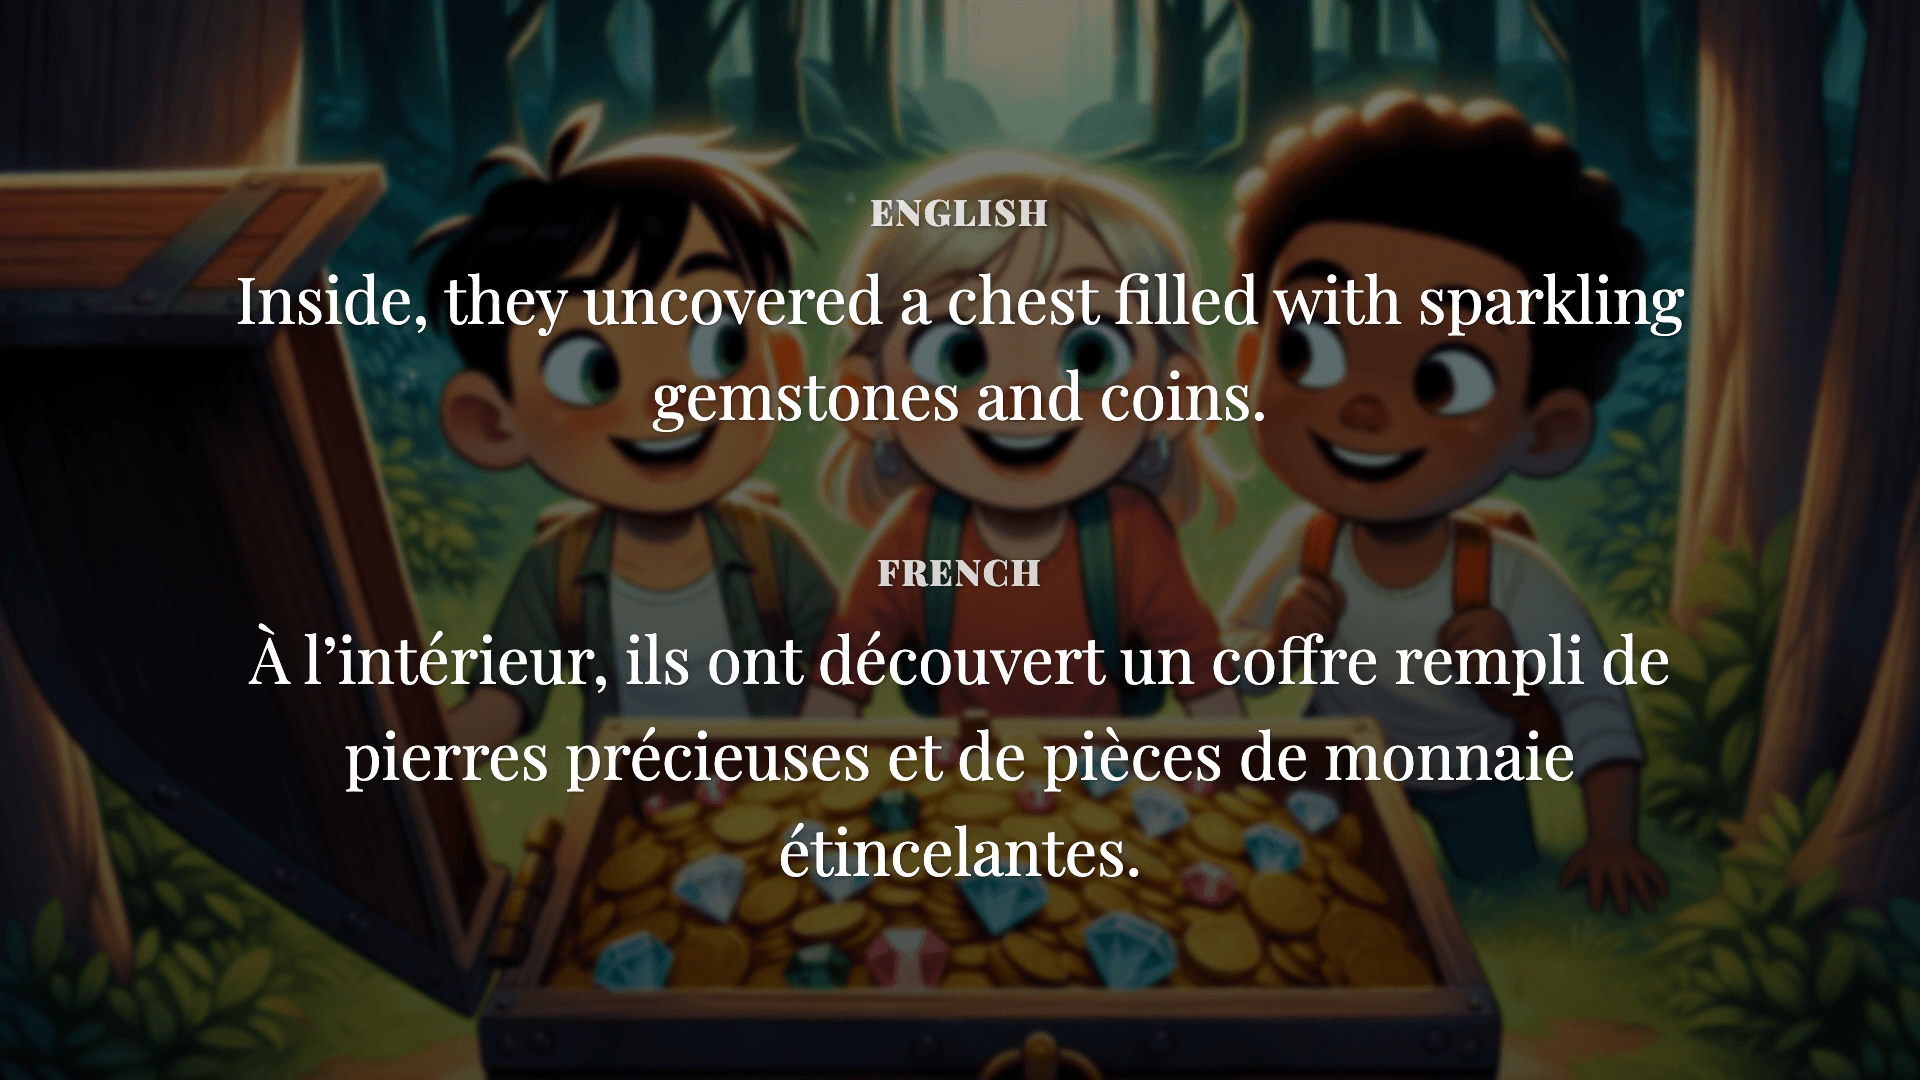 ENGLISH
Inside, they uncovered a chest filled with sparkling
gemstones and coins.
FRENCH
À l’intérieur, ils ont découvert un coffre rempli de
pierres précieuses et de pièces de monnaie
étincelantes.